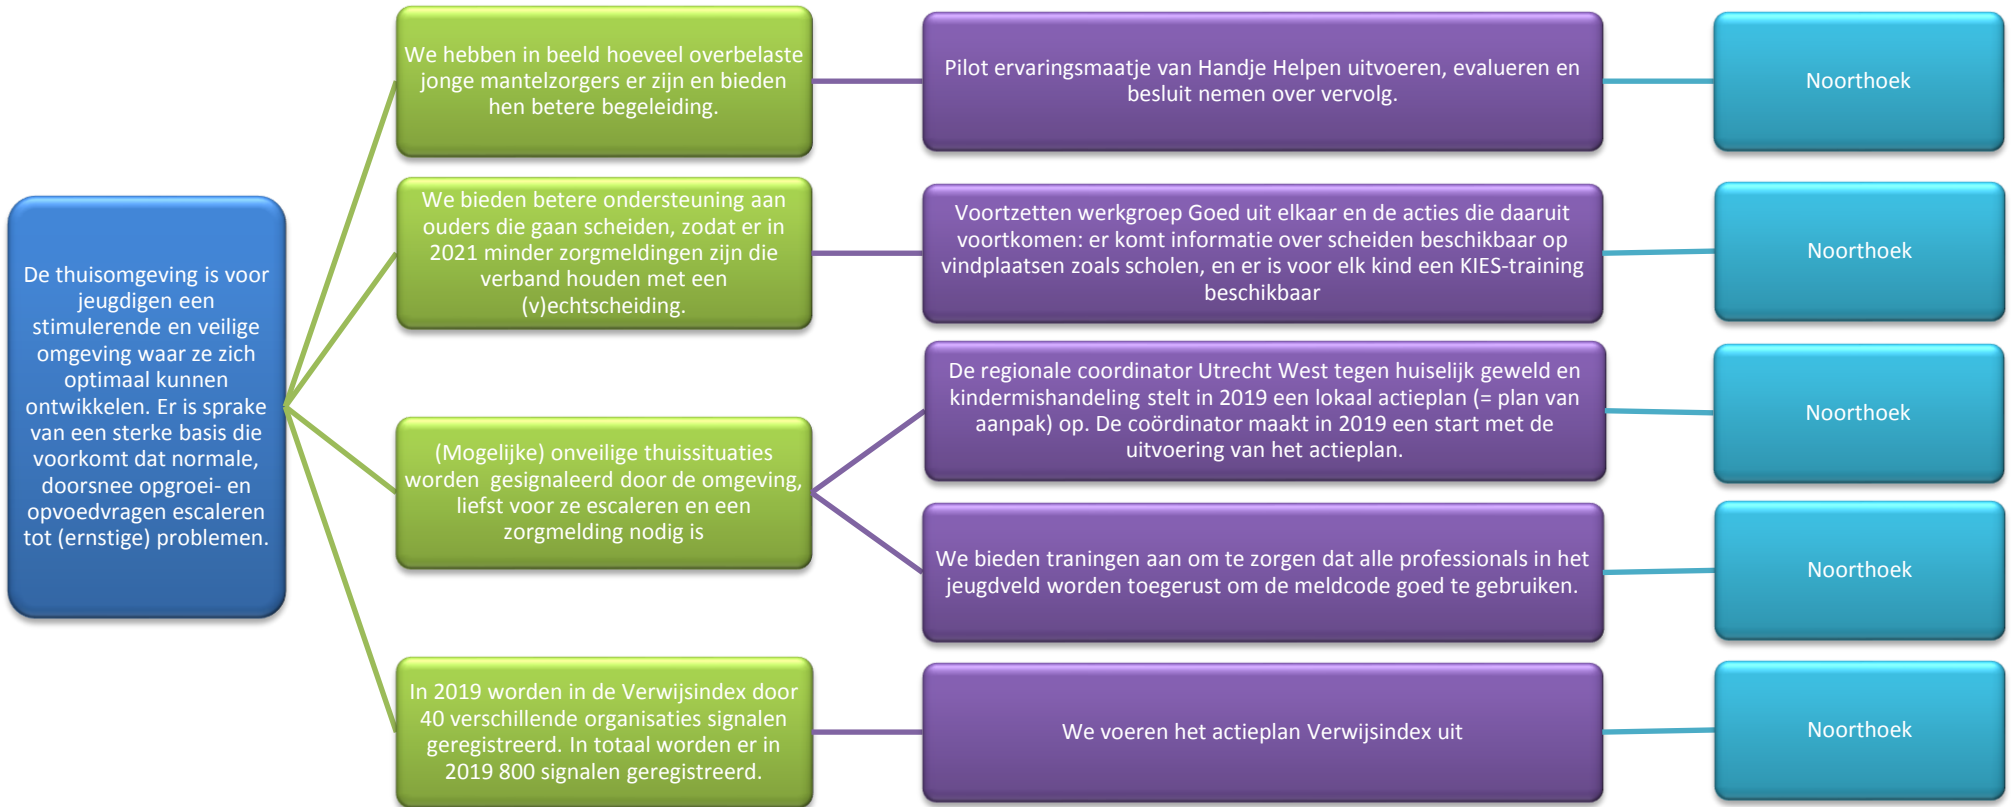 De thuisomgeving is voor
jeugdigen een
stimulerende en veilige
omgeving waar ze zich
optimaal kunnen
ontwikkelen. Er is sprake
van een sterke basis die
voorkomt dat normale,
doorsnee opgroei- en
opvoedvragen escaleren
tot (ernstige) problemen.
We hebben in beeld hoeveel overbelaste
jonge mantelzorgers er zijn en bieden
hen betere begeleiding.
Pilot ervaringsmaatje van Handje Helpen uitvoeren, evalueren en
besluit nemen over vervolg.
Noorthoek
We bieden betere ondersteuning aan
ouders die gaan scheiden, zodat er in
2021 minder zorgmeldingen zijn die
verband houden met een
(v)echtscheiding.
Voortzetten werkgroep Goed uit elkaar en de acties die daaruit
voortkomen: er komt informatie over scheiden beschikbaar op
vindplaatsen zoals scholen, en er is voor elk kind een KIES-training
beschikbaar
Noorthoek
(Mogelijke) onveilige thuissituaties
worden gesignaleerd door de omgeving,
liefst voor ze escaleren en een
zorgmelding nodig is
De regionale coordinator Utrecht West tegen huiselijk geweld en
kindermishandeling stelt in 2019 een lokaal actieplan (= plan van
aanpak) op. De coördinator maakt in 2019 een start met de
uitvoering van het actieplan.
Noorthoek
We bieden traningen aan om te zorgen dat alle professionals in het
jeugdveld worden toegerust om de meldcode goed te gebruiken.
Noorthoek
In 2019 worden in de Verwijsindex door
40 verschillende organisaties signalen
geregistreerd. In totaal worden er in
2019 800 signalen geregistreerd.
We voeren het actieplan Verwijsindex uit
Noorthoek